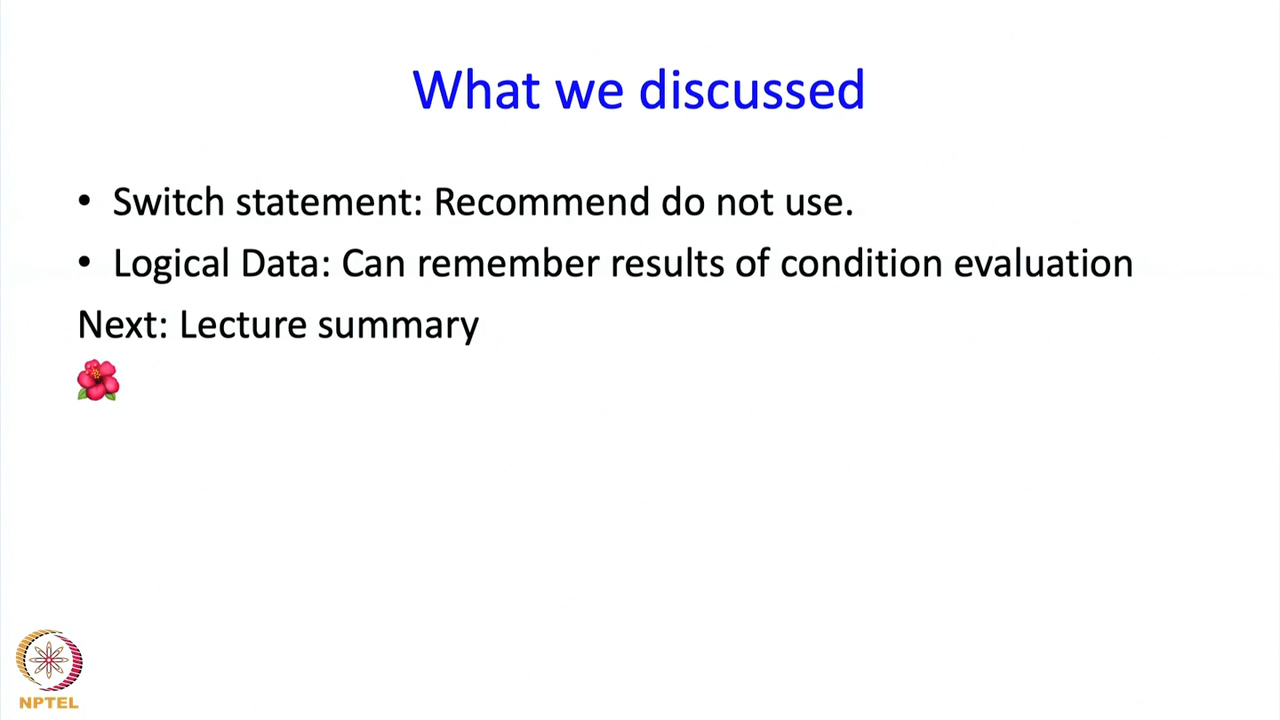 What we discussed
• Switch statement: Recommend do not use.
• Logical Data: Can remember results of condition evaluation
Next: Lecture summary
NPTEL